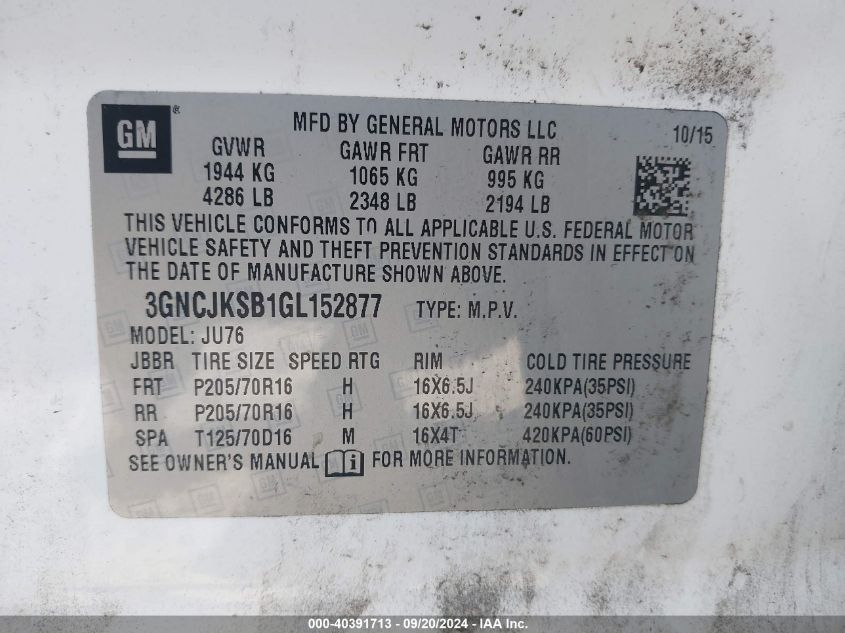 GM ® MFD BY GENERAL MOTORS LLC 10/15
GVWR GAWR FRT GAWR RR
1944 KG 1065 KG 995 KG
4286 LB 2348 LB 2194 LB
THIS VEHICLE CONFORMS TO ALL APPLICABLE U.S. FEDERAL MOTOR
VEHICLE SAFETY AND THEFT PREVENTION STANDARDS IN EFFECT ON
THE DATE OF MANUFACTURE SHOWN ABOVE.
3GNCJKSB1GL152877 TYPE: M.P.V.
MODEL: JU76
JBBR TIRE SIZE SPEED RTG RIM COLD TIRE PRESSURE
FRT P205/70R16 H 16X6.5J 240KPA(35PSI)
RR P205/70R16 H 16X6.5J 240KPA(35PSI)
SPA T125/70D16 M 16X4T 420KPA(60PSI)
SEE OWNER'S MANUAL FOR MORE INFORMATION.
000-40391713 - 09/20/2024 - IAA Inc.